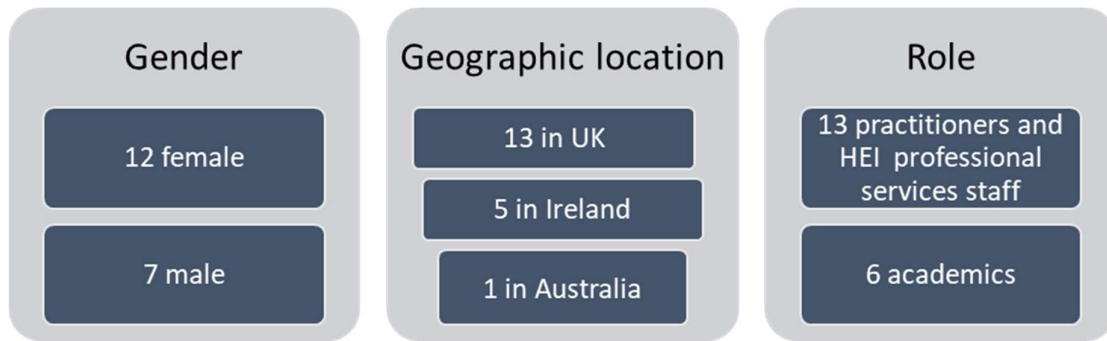 Gender
12 female
7 male
Geographic location
13 in UK
5 in Ireland
1 in Australia
Role
13 practitioners and
HEI professional
services staff
6 academics